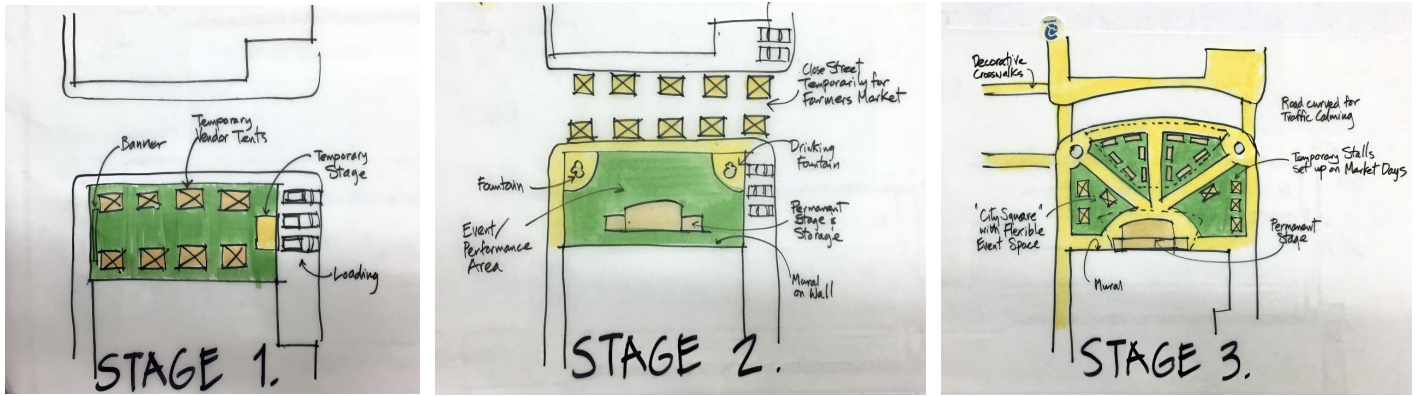 Banner
Temporary
Vendor Tents
Temporary
Stage
Loading
STAGE 1.
Close Street
Temporarily for
Farmers Market
Drinking
Fountain
Fountain
Event/
Performance
Area
Permanent
Stage &
Storage
Mural
on Wall
STAGE 2.
Decorative
Crosswalks
Road curved for
Traffic Calming
Temporary Stalls
Set up on Market Days
"City Square"
with Flexible
Event Space
Permanent
Stage
Mural
STAGE 3.